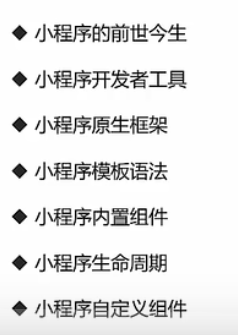 ◆ 小程序的前世今生
◆ 小程序开发者工具
◆ 小程序原生框架
◆ 小程序模板语法
◆ 小程序内置组件
◆ 小程序生命周期
◆ 小程序自定义组件